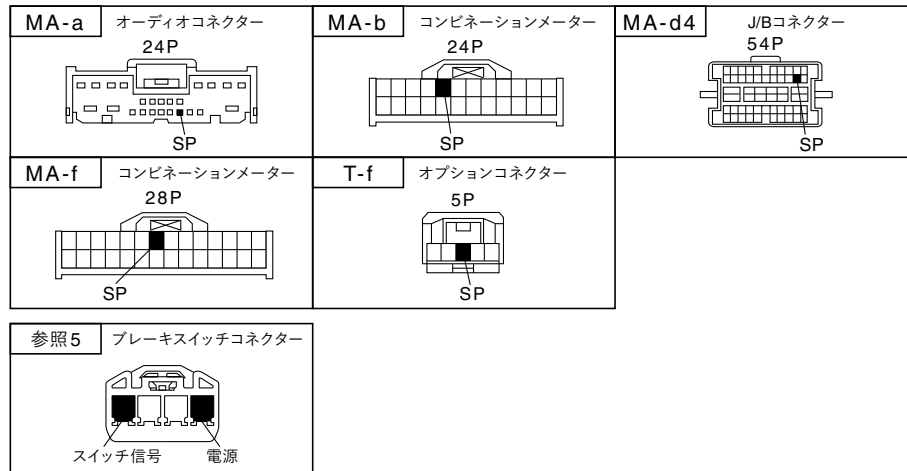 MA-a オーディオコネクター
24P
SP
MA-b コンビネーションメーター
24P
SP
MA-d4 J/Bコネクター
54P
SP
MA-f コンビネーションメーター
28P
SP
T-f オプションコネクター
5P
SP
参照5 ブレーキスイッチコネクター
スイッチ信号 電源